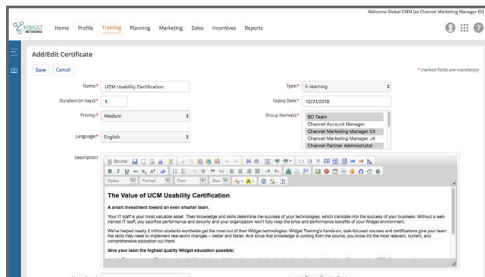 Welcome Global CMM (as Channel Marketing Manager EX)
Home Profile Training Planning Marketing Sales Incentives Reports
Add/Edit Certificate
Save Cancel
* marked fields are mandatory
Name:* UCM Usability Certification
Type:* E-learning
Duration (in days):* 5
Expiry Date:* 12/31/2018
Priority:* Medium
Group Name(s):* BD Team
Channel Account Manager
Channel Marketing Manager EX
Channel Marketing Manager JX
Channel Partner Administrator
Language:* English
Description:
Source
Styles Format Font Size
The Value of UCM Usability Certification
A smart investment toward an even smarter team.
Your IT staff is your most valuable asset. Their knowledge and skills determine the success of your technologies, which translate into the success of your business. Without a well-
trained IT staff, you sacrifice performance and security and your organization won't fully reap the price and performance benefits of your Widget environment.
We've helped nearly 2 million students worldwide get the most out of their Widget technologies. Widget Training's hands-on, task-focused courses and certifications give your team
the skills they need to implement real-world changes – better and faster. And since that knowledge is coming from the source, you know it's the most relevant, current, and
comprehensive education out there.
Give your team the highest quality Widget education possible: